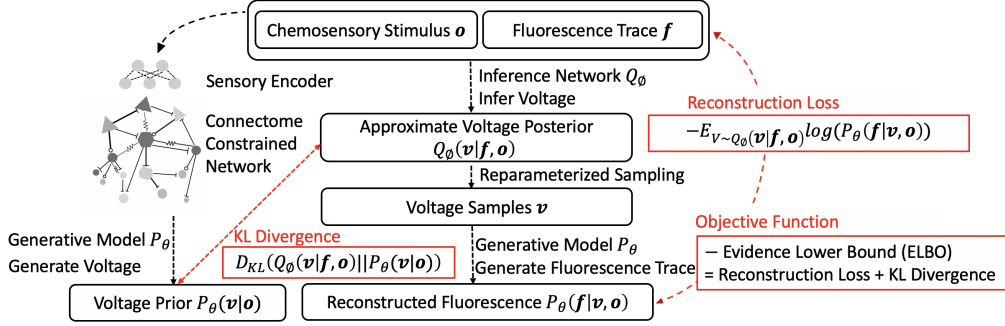 Chemosensory Stimulus o
Fluorescence Trace f
Sensory Encoder
Inference Network Q∅
Infer Voltage
Connectome
Constrained
Network
Approximate Voltage Posterior
Q∅(v|f, o)
Reconstruction Loss
−E_{V~Q∅(v|f,o)}log(Pθ(f|v, o))
Reparameterized Sampling
Voltage Samples v
Generative Model Pθ
Generate Voltage
KL Divergence
D_{KL}(Q∅(v|f, o)||Pθ(v|o))
Generative Model Pθ
Generate Fluorescence Trace
Objective Function
− Evidence Lower Bound (ELBO)
= Reconstruction Loss + KL Divergence
Voltage Prior Pθ(v|o)
Reconstructed Fluorescence Pθ(f|v, o)